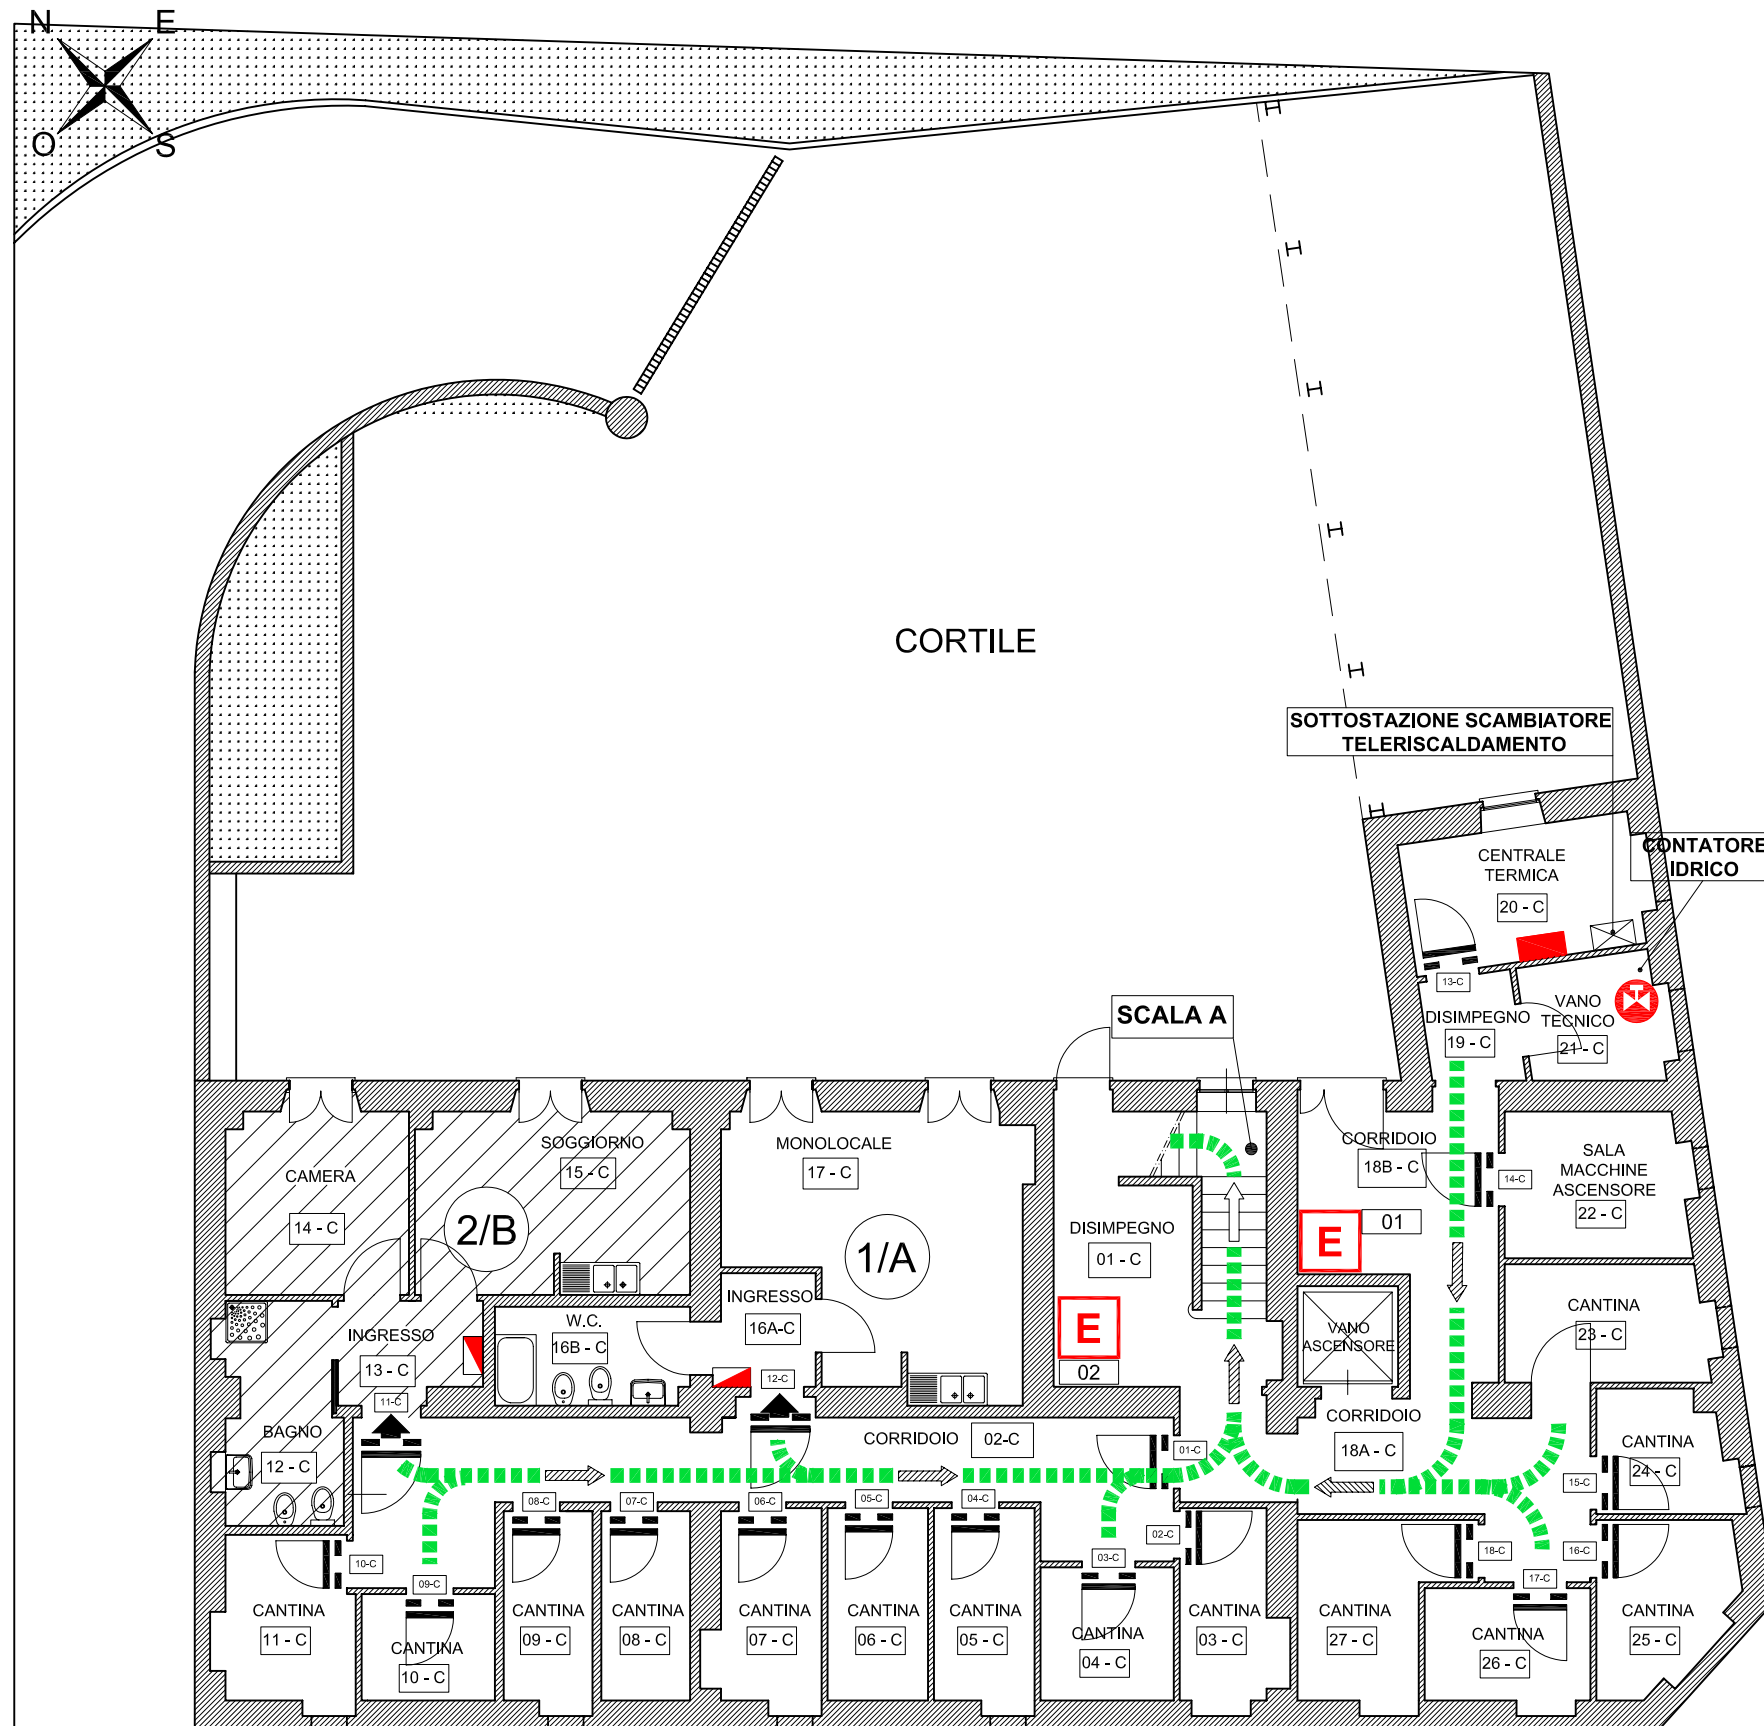 N
E
O
S
CORTILE
SOTTOSTAZIONE SCAMBIATORE
TELERISCALDAMENTO
CONTATORE
IDRICO
CENTRALE
TERMICA
20 - C
13-C
DISIMPEGNO
19 - C
VANO
TECNICO
21 - C
SCALA A
CAMERA
14 - C
SOGGIORNO
15 - C
2/B
MONOLOCALE
17 - C
1/A
DISIMPEGNO
01 - C
E
02
CORRIDOIO
18B - C
01
E
14-C
SALA
MACCHINE
ASCENSORE
22 - C
INGRESSO
13 - C
11-C
W.C.
16B - C
INGRESSO
16A-C
12-C
VANO
ASCENSORE
CANTINA
23 - C
BAGNO
12 - C
CORRIDOIO
02-C
01-C
CORRIDOIO
18A - C
CANTINA
24 - C
15-C
08-C
07-C
06-C
05-C
04-C
02-C
03-C
10-C
09-C
18-C
16-C
17-C
CANTINA
11 - C
CANTINA
10 - C
CANTINA
09 - C
CANTINA
08 - C
CANTINA
07 - C
CANTINA
06 - C
CANTINA
05 - C
CANTINA
04 - C
CANTINA
03 - C
CANTINA
27 - C
CANTINA
26 - C
CANTINA
25 - C